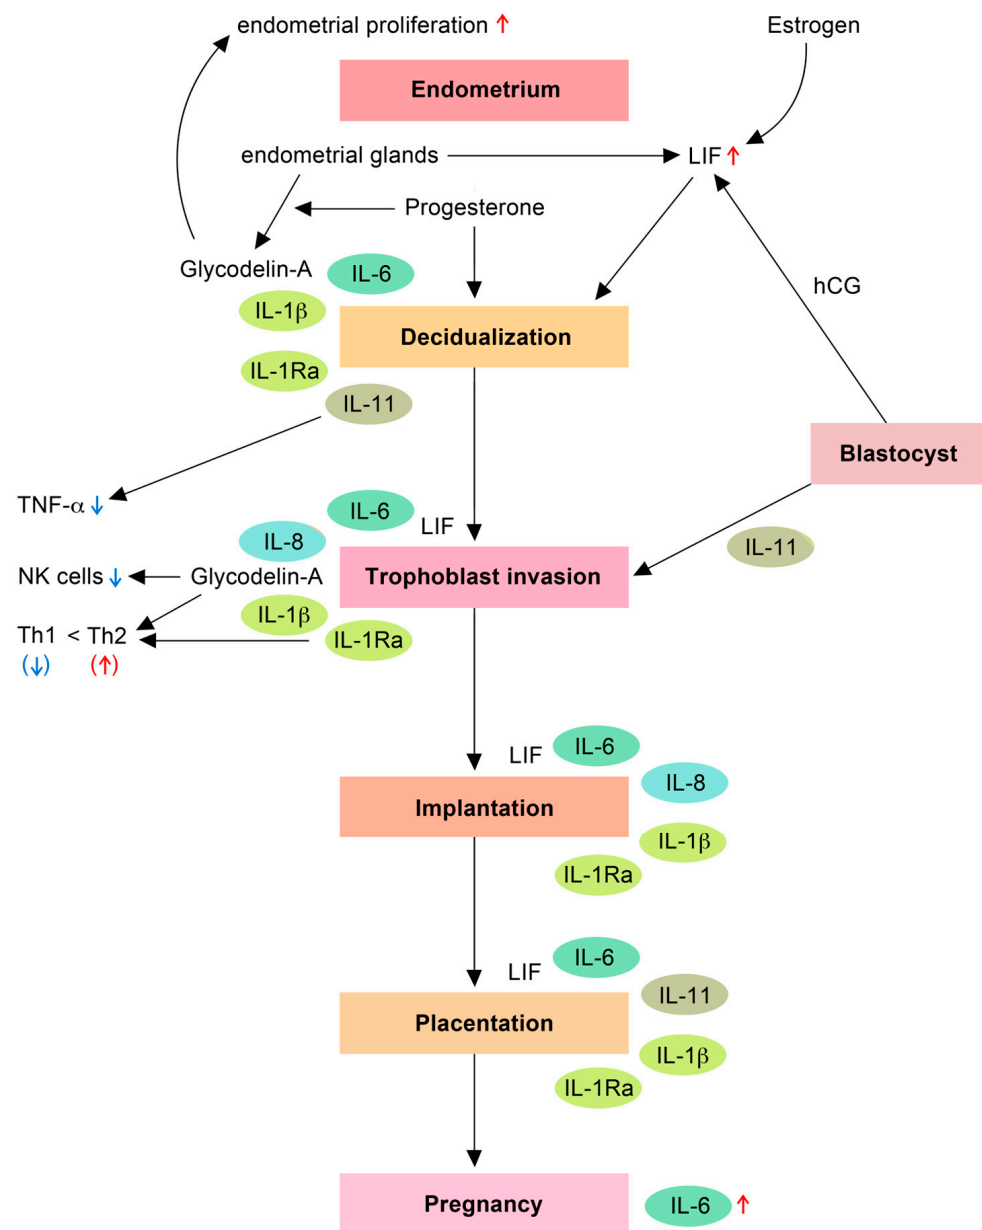 endometrial proliferation ↑
Estrogen
Endometrium
endometrial glands
LIF ↑
Progesterone
Glycodelin-A
IL-6
hCG
IL-1β
Decidualization
IL-1Ra
IL-11
Blastocyst
TNF-α ↓
IL-6
LIF
IL-8
IL-11
NK cells ↓
Glycodelin-A
Trophoblast invasion
IL-1β
Th1 < Th2
IL-1Ra
(↓) (↑)
LIF
IL-6
IL-8
Implantation
IL-1β
IL-1Ra
LIF
IL-6
IL-11
Placentation
IL-1β
IL-1Ra
Pregnancy
IL-6 ↑